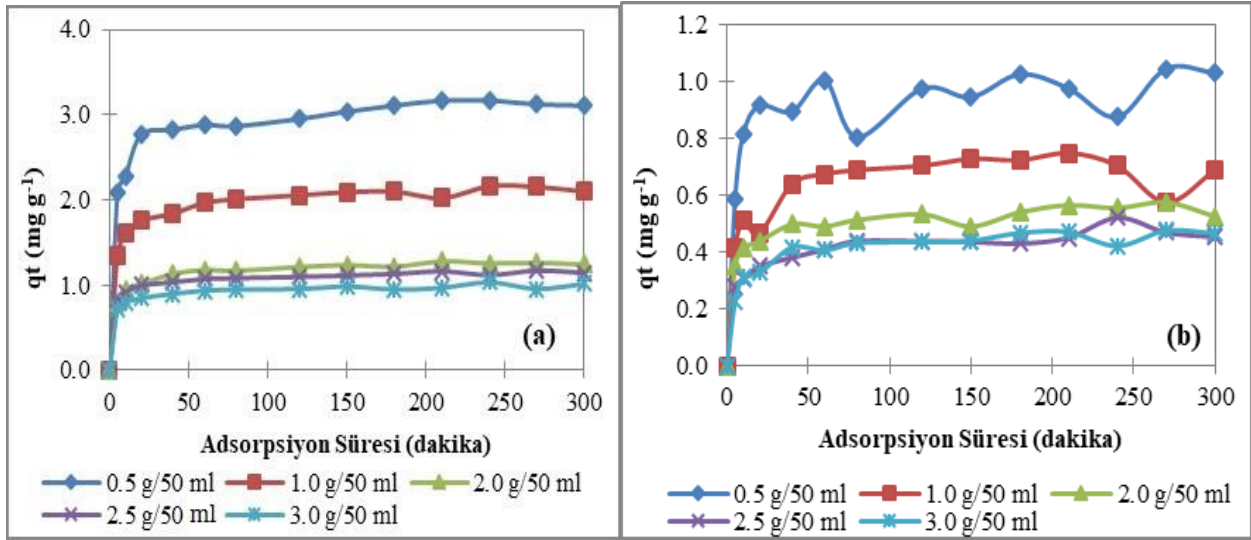 4.0
3.0
2.0
1.0
0.0
qt (mg g⁻¹)
(a)
0 50 100 150 200 250 300
Adsorpsiyon Süresi (dakika)
0.5 g/50 ml 1.0 g/50 ml 2.0 g/50 ml
2.5 g/50 ml 3.0 g/50 ml
1.2
1.0
0.8
0.6
0.4
0.2
0.0
qt (mg g⁻¹)
(b)
0 50 100 150 200 250 300
Adsorpsiyon Süresi (dakika)
0.5 g/50 ml 1.0 g/50 ml 2.0 g/50 ml
2.5 g/50 ml 3.0 g/50 ml